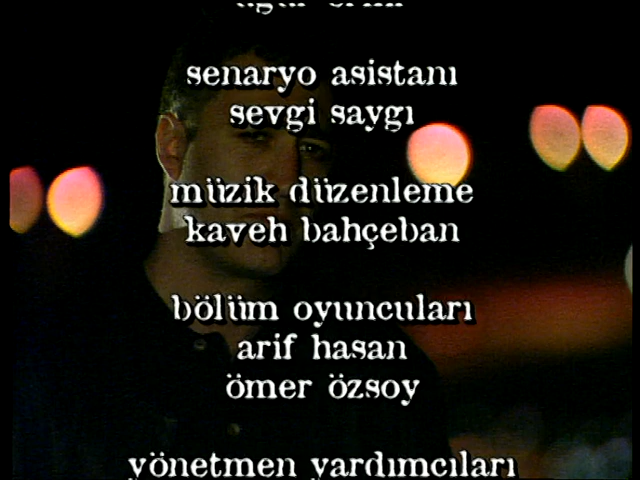 senaryo asistanı
sevgi saygı
müzik düzenleme
kaveh bahçeban
bölüm oyuncuları
arif hasan
ömer özsoy
yönetmen yardımcıları